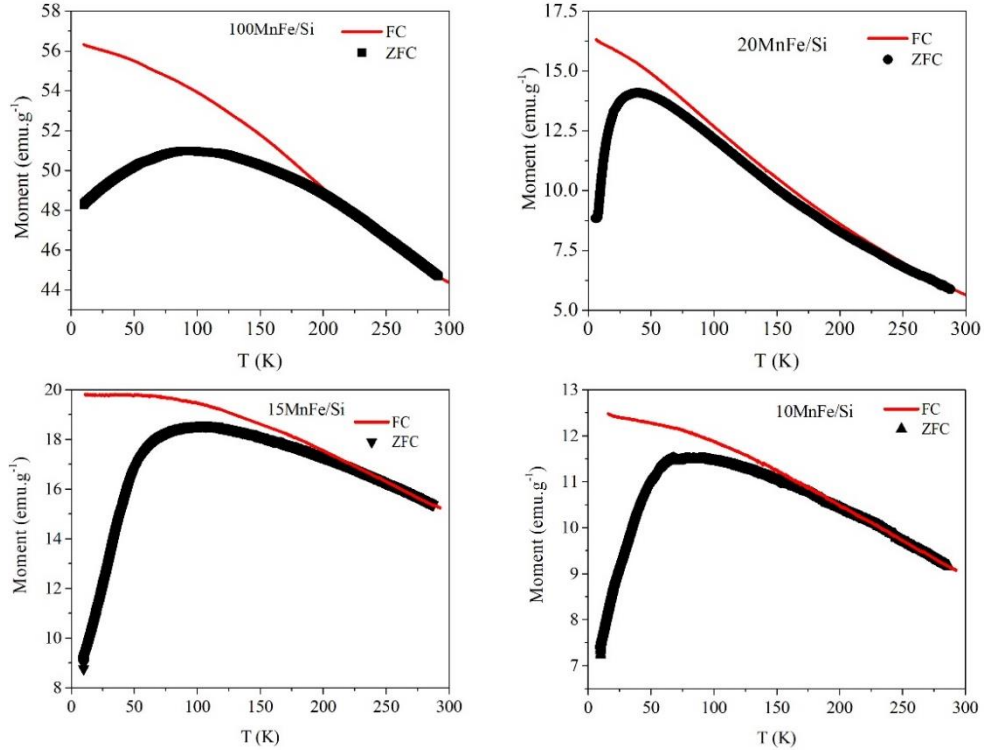 100MnFe/Si
FC
ZFC
Moment (emu.g⁻¹)
58
56
54
52
50
48
46
44
0 50 100 150 200 250 300
T (K)
20MnFe/Si
FC
ZFC
Moment (emu.g⁻¹)
17.5
15.0
12.5
10.0
7.5
5.0
0 50 100 150 200 250 300
T (K)
15MnFe/Si
FC
ZFC
Moment (emu.g⁻¹)
20
18
16
14
12
10
8
0 50 100 150 200 250 300
T (K)
10MnFe/Si
FC
ZFC
Moment (emu.g⁻¹)
13
12
11
10
9
8
7
0 50 100 150 200 250 300
T (K)